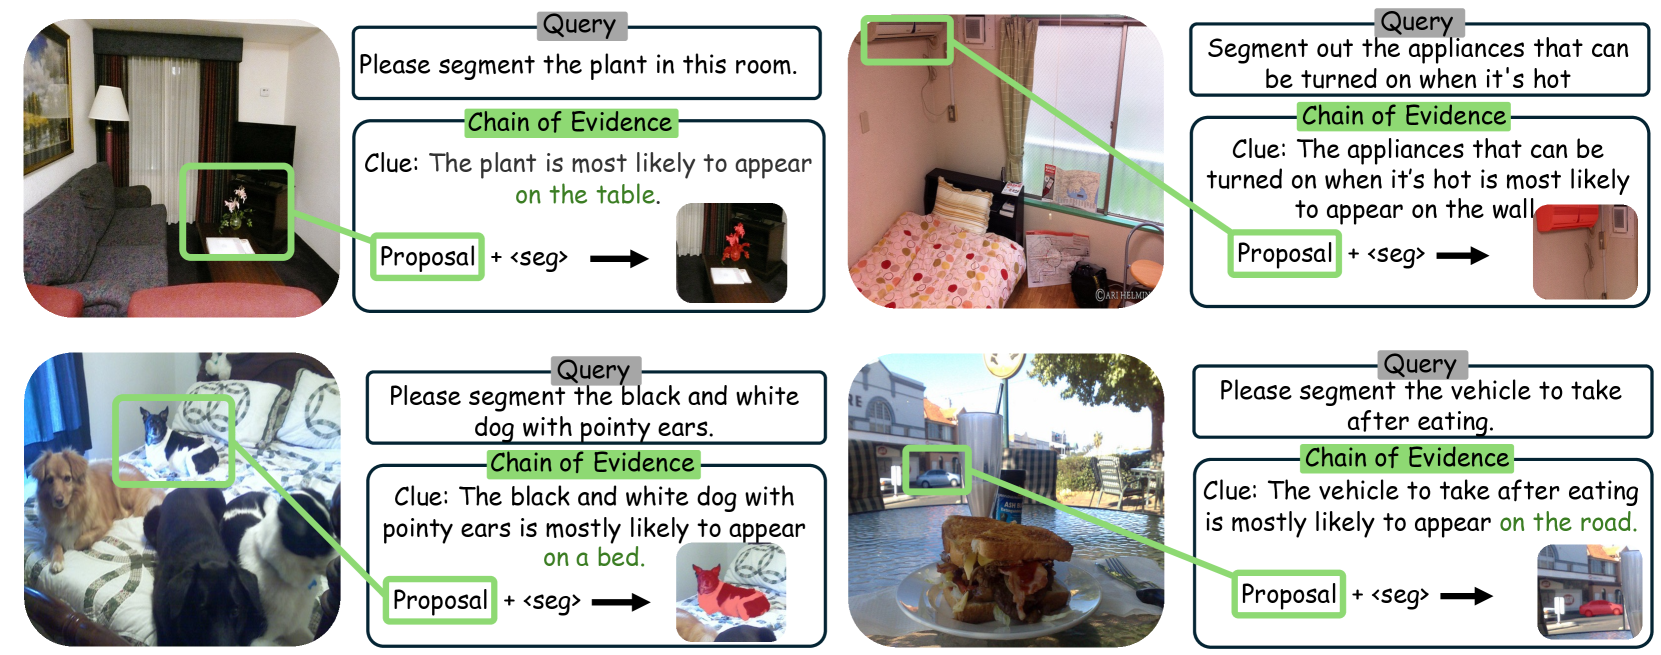 Query
Please segment the plant in this room.
Chain of Evidence
Clue: The plant is most likely to appear
on the table.
Proposal + <seg>
Query
Segment out the appliances that can
be turned on when it's hot
Chain of Evidence
Clue: The appliances that can be
turned on when it's hot is most likely
to appear on the wall
Proposal + <seg>
©ARI HELMIN
Query
Please segment the black and white
dog with pointy ears.
Chain of Evidence
Clue: The black and white dog with
pointy ears is mostly likely to appear
on a bed.
Proposal + <seg>
Query
Please segment the vehicle to take
after eating.
Chain of Evidence
Clue: The vehicle to take after eating
is mostly likely to appear on the road.
Proposal + <seg>
RE